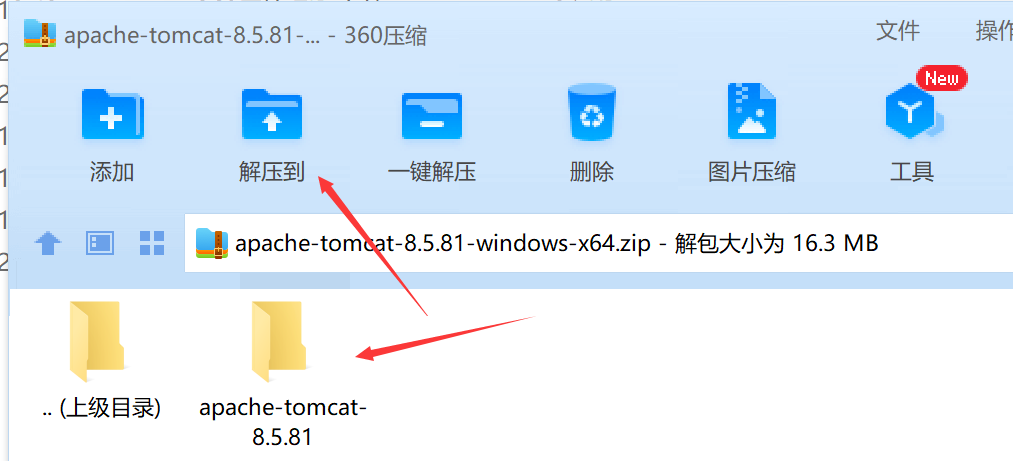 apache-tomcat-8.5.81-... - 360压缩
文件
New
添加
解压到
一键解压
删除
图片压缩
工具
apache-tomcat-8.5.81-windows-x64.zip - 解包大小为 16.3 MB
.. (上级目录)
apache-tomcat-
8.5.81